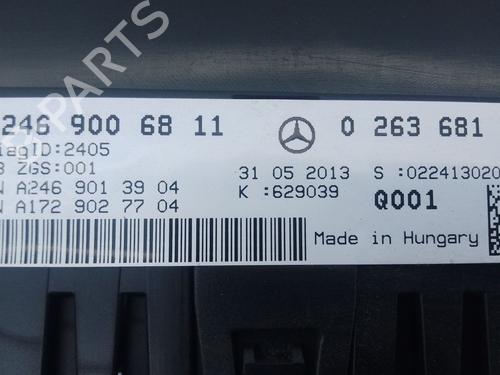 246 900 68 11 0 263 681
iagID:2405
ZGS:001 31 05 2013 S :022413020
A246 901 39 04 K :629039 Q001
A172 902 77 04
Made in Hungary